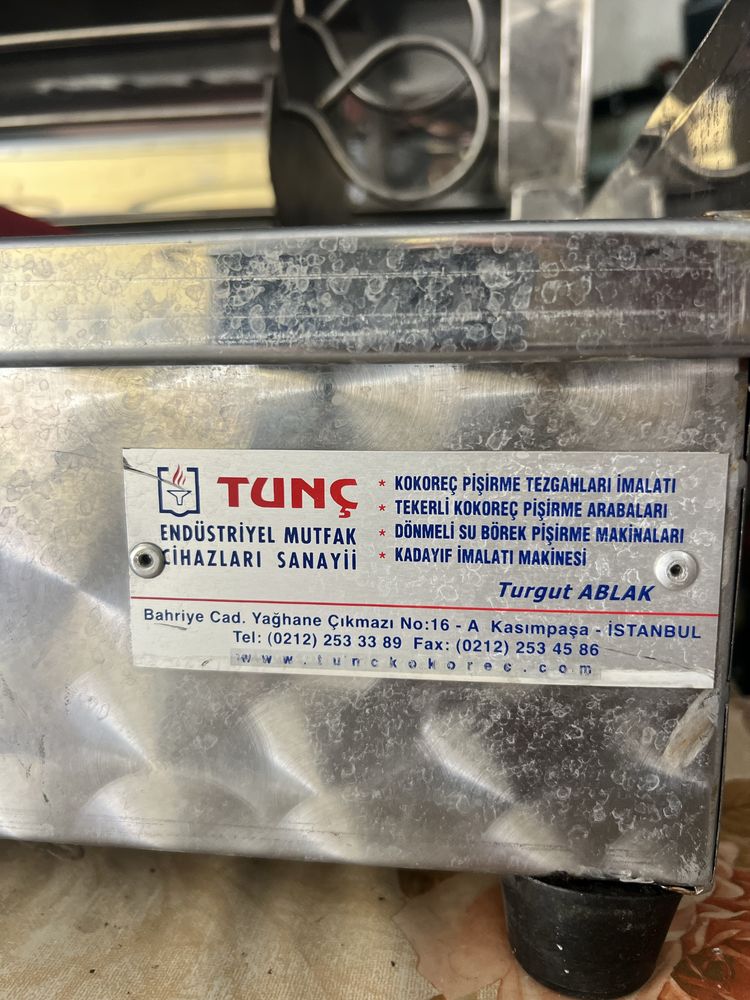 TUNÇ
ENDÜSTRİYEL MUTFAK
CİHAZLARI SANAYİİ
* KOKOREÇ PİŞİRME TEZGAHLARI İMALATI
* TEKERLİ KOKOREÇ PİŞİRME ARABALARI
* DÖNMELİ SU BÖREK PİŞİRME MAKİNALARI
* KADAYIF İMALATI MAKİNESİ
Turgut ABLAK
Bahriye Cad. Yağhane Çıkmazı No:16 - A Kasımpaşa - İSTANBUL
Tel: (0212) 253 33 89 Fax: (0212) 253 45 86
www.tunckokorec.com